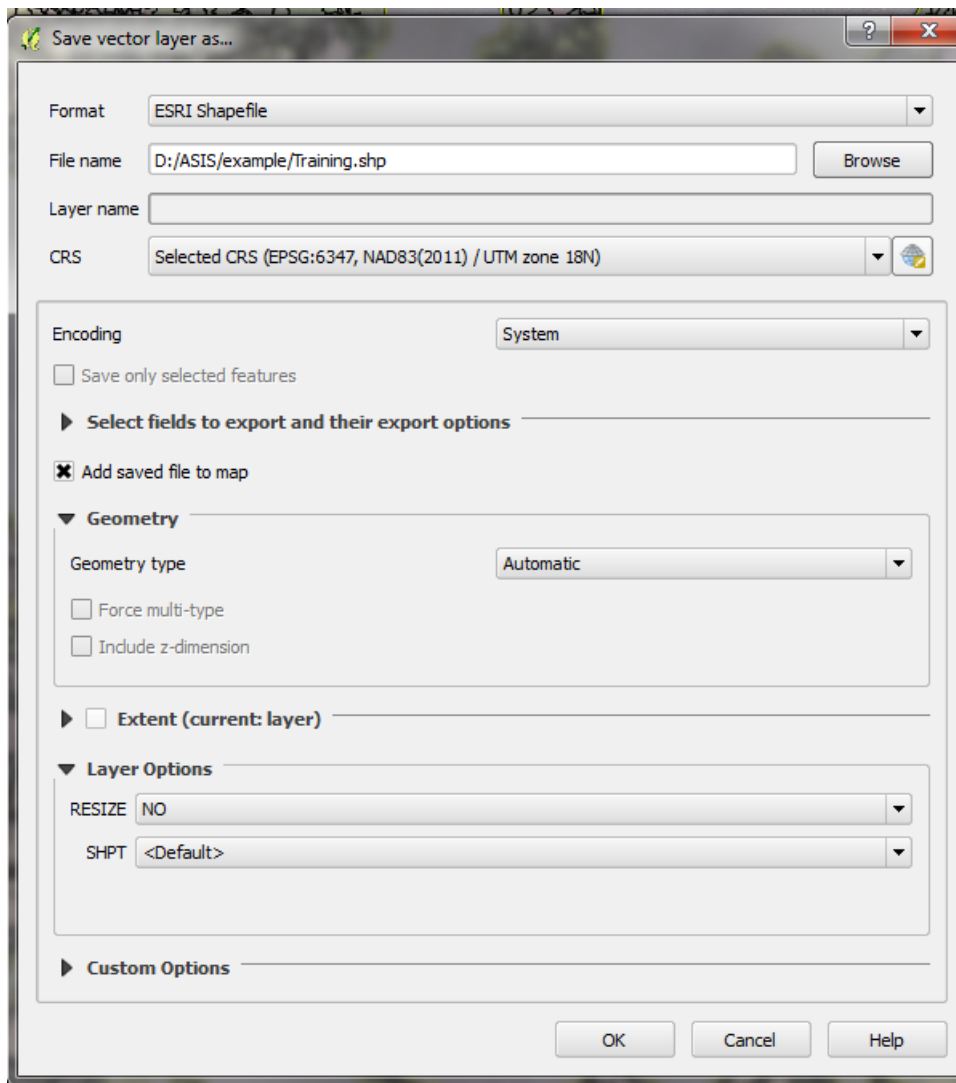 Save vector layer as...
Format ESRI Shapefile
File name D:/ASIS/example/Training.shp Browse
Layer name
CRS Selected CRS (EPSG:6347, NAD83(2011) / UTM zone 18N)
Encoding System
Save only selected features
Select fields to export and their export options
Add saved file to map
Geometry
Geometry type Automatic
Force multi-type
Include z-dimension
Extent (current: layer)
Layer Options
RESIZE NO
SHPT <Default>
Custom Options
OK Cancel Help